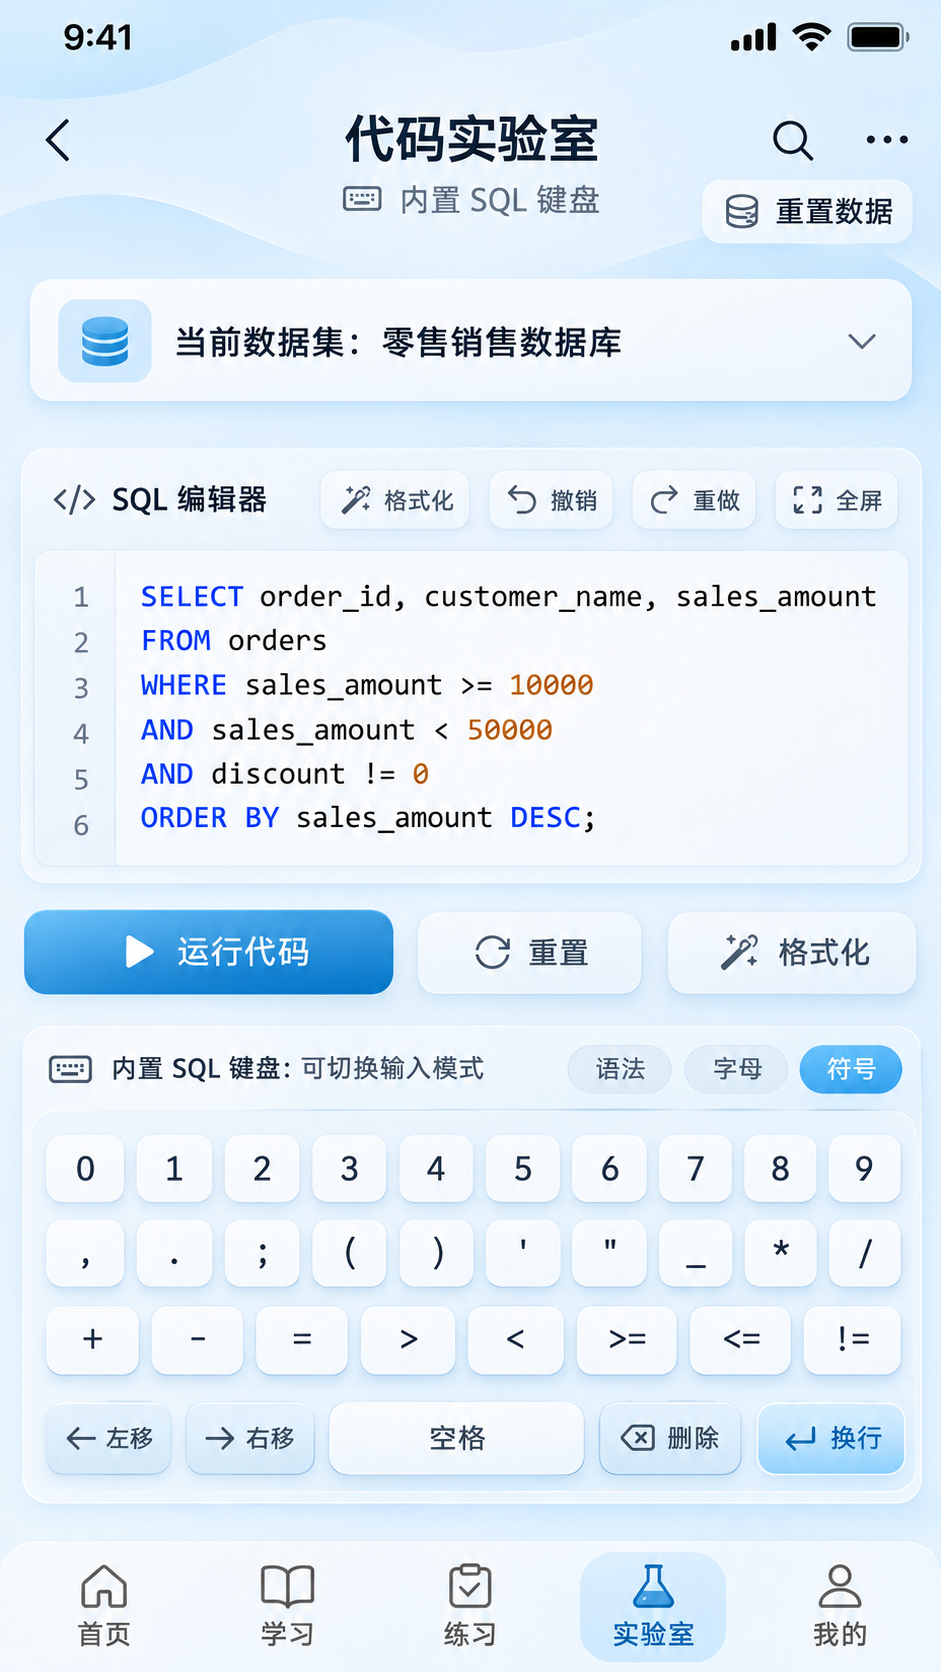 9:41
代码实验室
内置 SQL 键盘
重置数据
当前数据集：零售销售数据库
</> SQL 编辑器
格式化
撤销
重做
全屏
1 SELECT order_id, customer_name, sales_amount
2 FROM orders
3 WHERE sales_amount >= 10000
4 AND sales_amount < 50000
5 AND discount != 0
6 ORDER BY sales_amount DESC;
运行代码
重置
格式化
内置 SQL 键盘: 可切换输入模式
语法
字母
符号
0 1 2 3 4 5 6 7 8 9
, . ; ( ) ' " _ * /
+ - = > < >= <= !=
← 左移 → 右移 空格 删除 换行
首页 学习 练习 实验室 我的